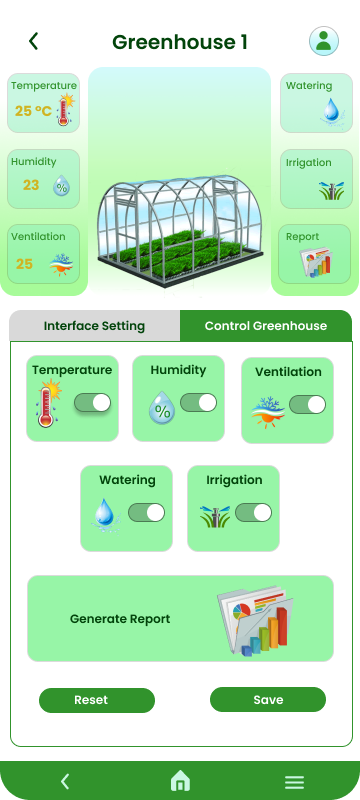 Greenhouse 1
Temperature
25 °C
Humidity
23
%
Ventilation
25
Watering
Irrigation
Report
Interface Setting
Control Greenhouse
Temperature
Humidity
%
Ventilation
Watering
Irrigation
Generate Report
Reset
Save